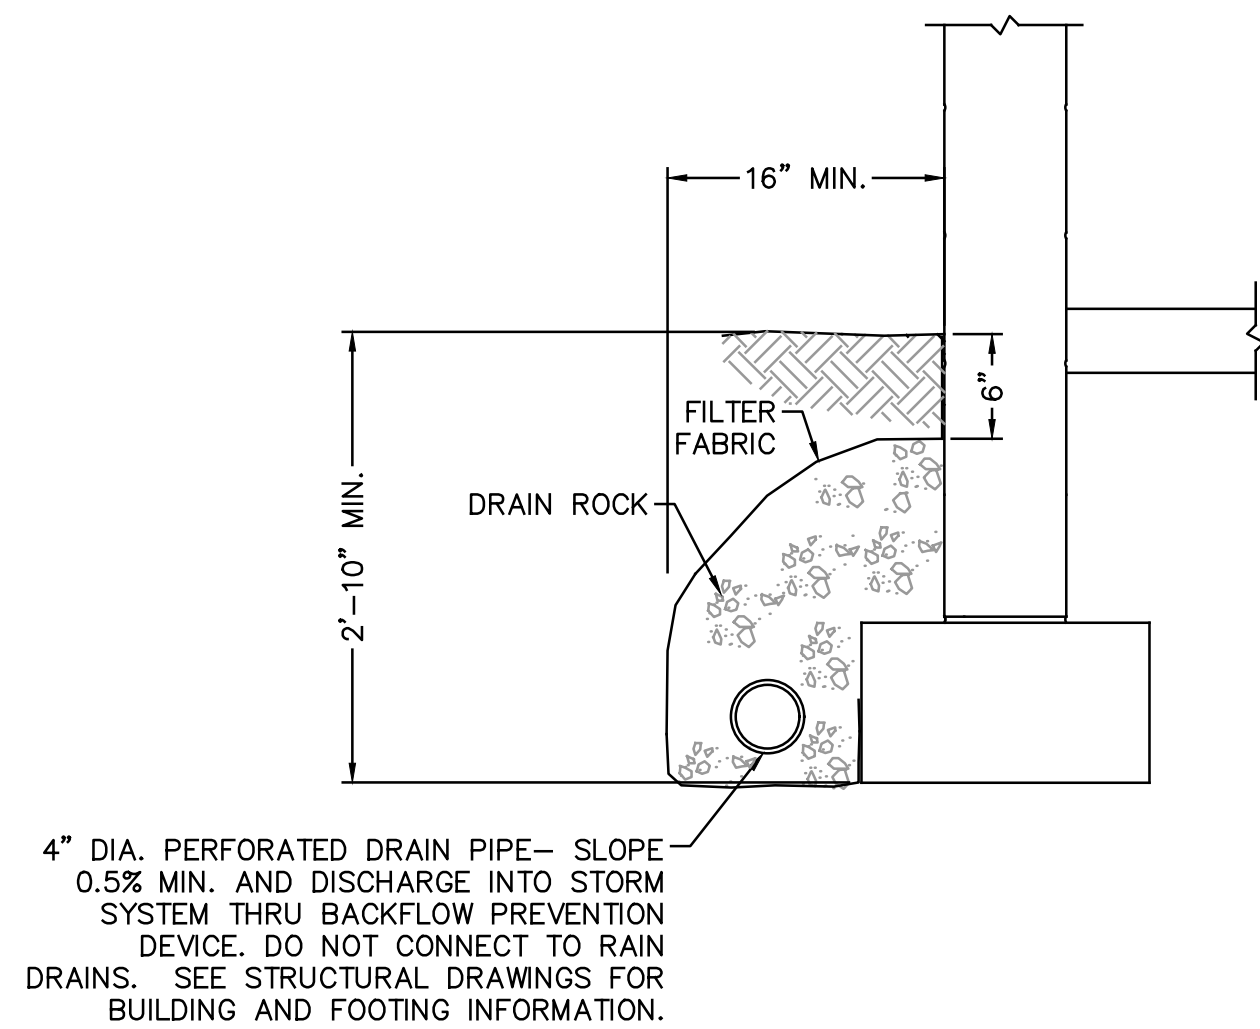 16” MIN.
6”
FILTER
FABRIC
DRAIN ROCK
2’–10” MIN.
4” DIA. PERFORATED DRAIN PIPE– SLOPE
0.5% MIN. AND DISCHARGE INTO STORM
SYSTEM THRU BACKFLOW PREVENTION
DEVICE. DO NOT CONNECT TO RAIN
DRAINS. SEE STRUCTURAL DRAWINGS FOR
BUILDING AND FOOTING INFORMATION.